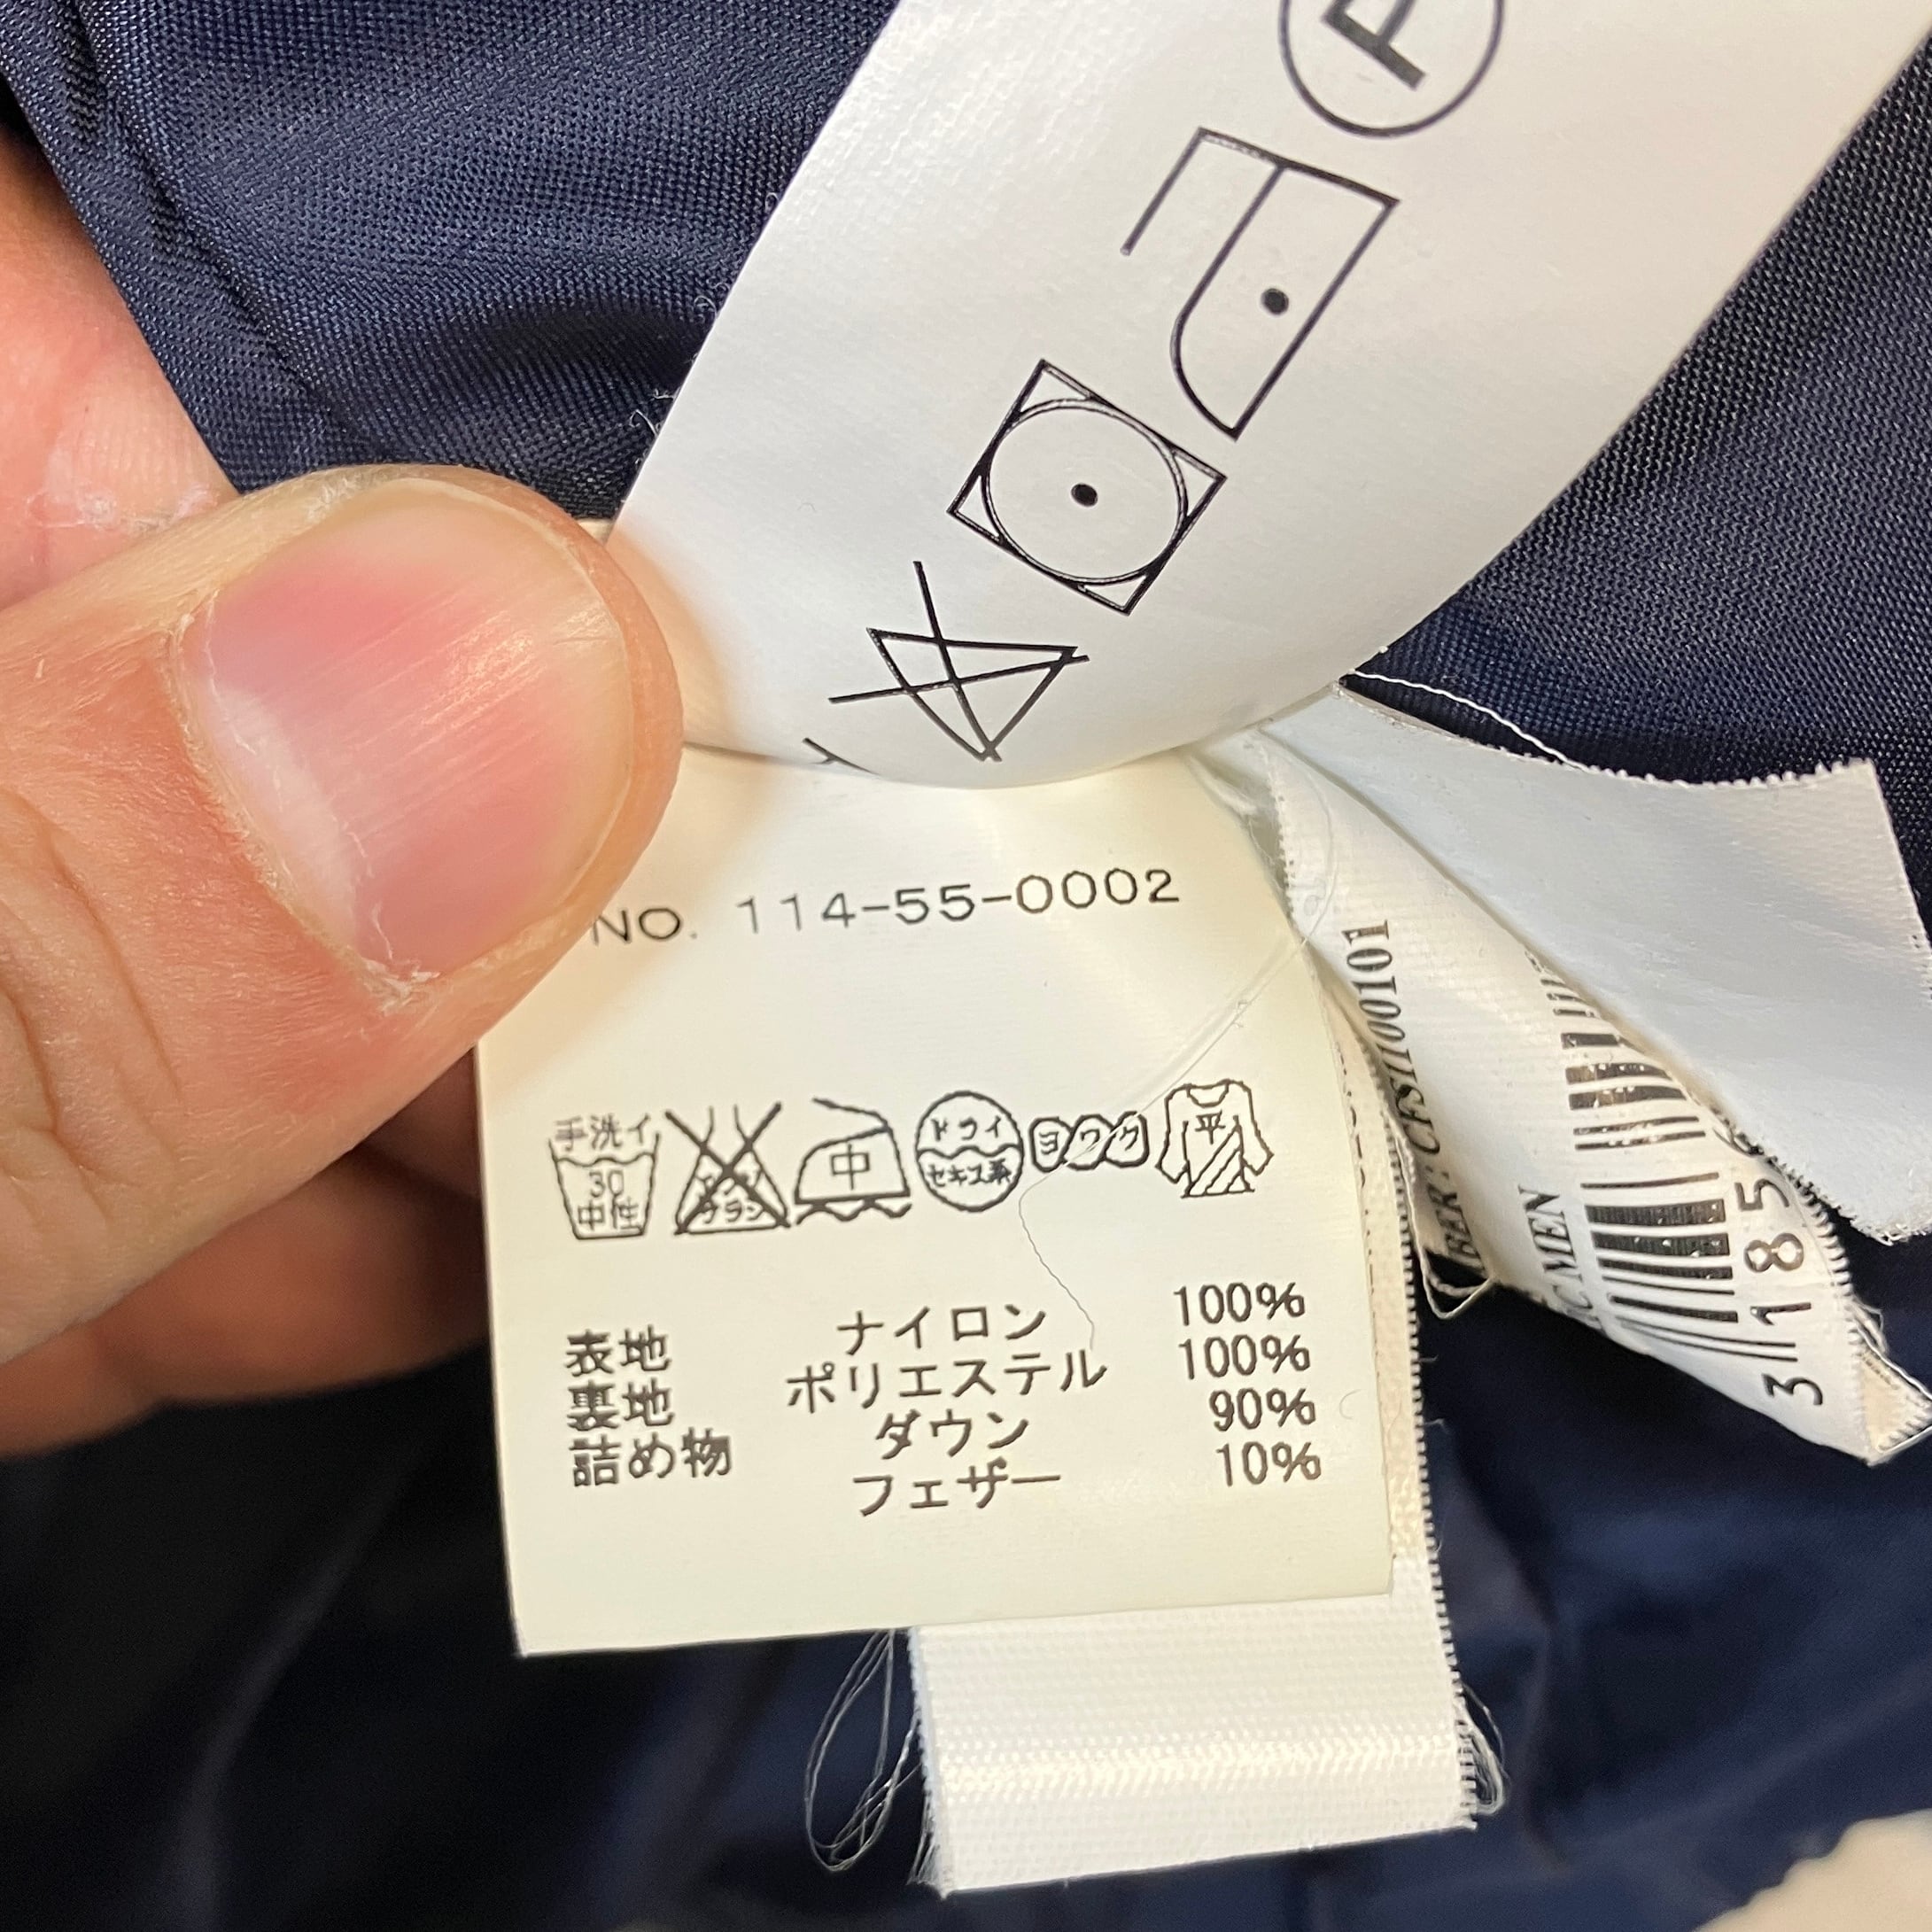 P
NO. 114-55-0002
手洗イ
30
中性
中
ドライ
セキユ系
ヨワク
平
表地 ナイロン 100%
裏地 ポリエステル 100%
詰め物 ダウン 90%
フェザー 10%
MEN
3185